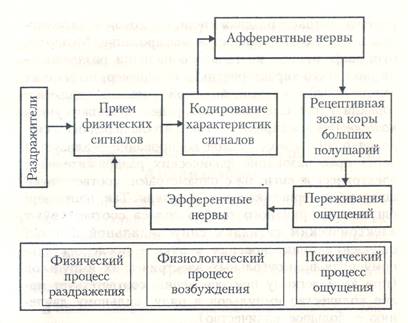 Афферентные нервы
Раздражители
Прием
физических
сигналов
Кодирование
характеристик
сигналов
Рецептивная
зона коры
больших
полушарий
Эфферентные
нервы
Переживания
ощущений
Физический
процесс
раздражения
Физиологический
процесс
возбуждения
Психический
процесс
ощущения